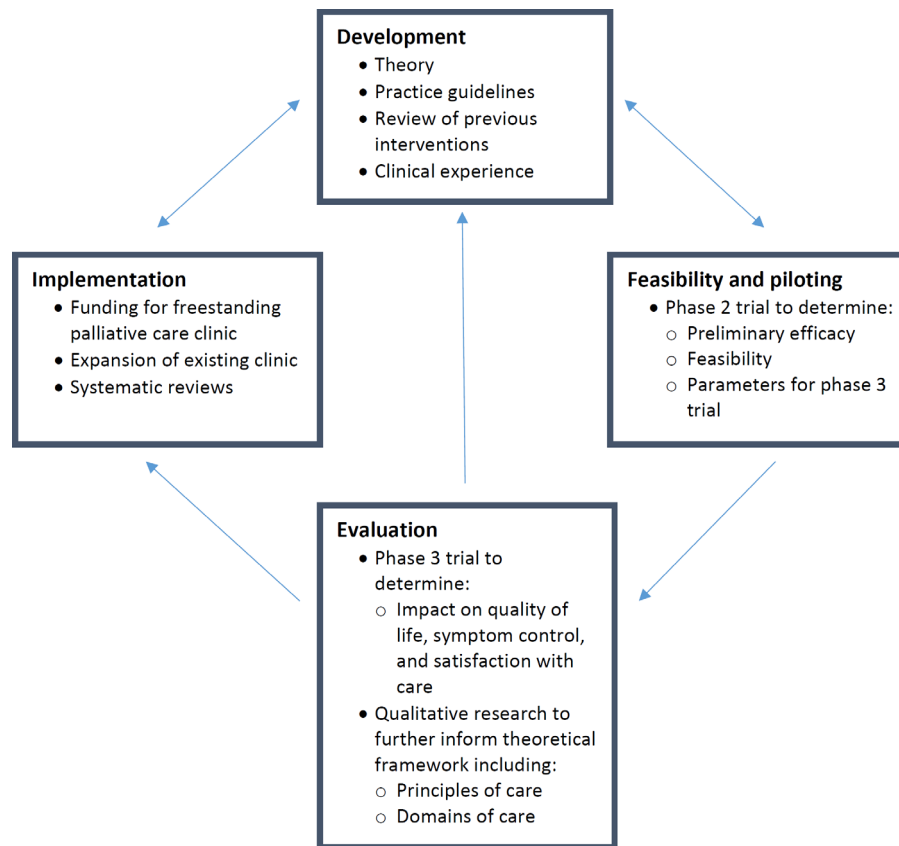 Development
• Theory
• Practice guidelines
• Review of previous
interventions
• Clinical experience
Implementation
• Funding for freestanding
palliative care clinic
• Expansion of existing clinic
• Systematic reviews
Feasibility and piloting
• Phase 2 trial to determine:
○ Preliminary efficacy
○ Feasibility
○ Parameters for phase 3
trial
Evaluation
• Phase 3 trial to
determine:
○ Impact on quality of
life, symptom control,
and satisfaction with
care
• Qualitative research to
further inform theoretical
framework including:
○ Principles of care
○ Domains of care